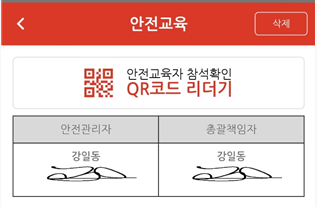 안전교육 삭제
안전교육자 참석확인
QR코드 리더기
안전관리자 총괄책임자
강일동 강일동